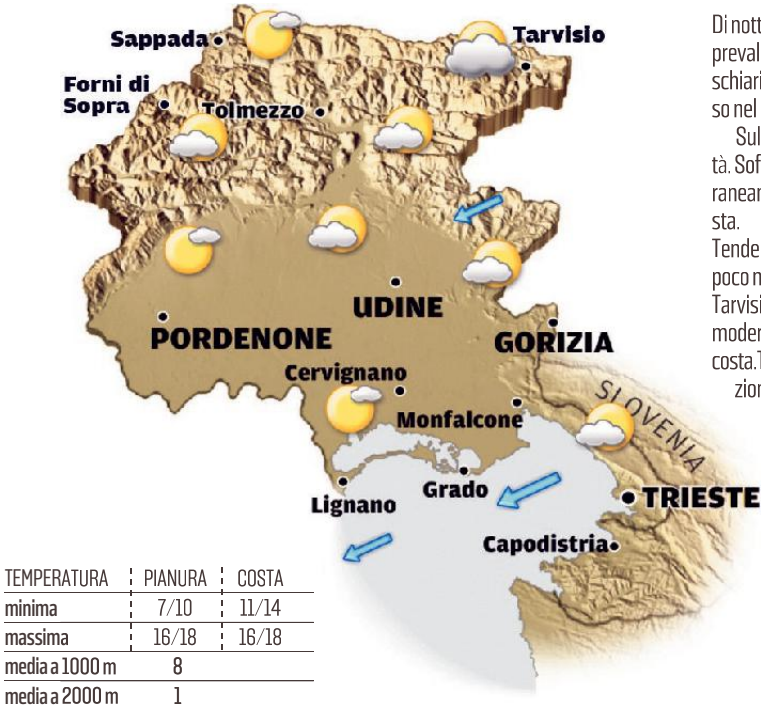 Sappada
Tarvisio
Forni di
Sopra
Tolmezzo
UDINE
PORDENONE
GORIZIA
Cervignano
Monfalcone
SLOVENIA
Lignano
Grado
TRIESTE
Capodistria
TEMPERATURA PIANURA COSTA
minima 7/10 11/14
massima 16/18 16/18
media a 1000 m 8
media a 2000 m 1
Di nott
preval
schiari
so nel
Sul
tà. Sof
ranear
sta.
Tende
poco n
Tarvisi
moder
costa. T
zion